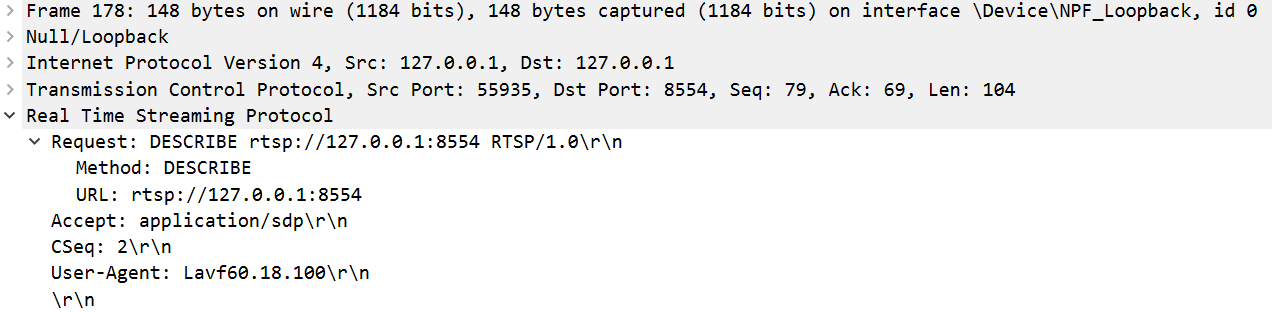 Frame 178: 148 bytes on wire (1184 bits), 148 bytes captured (1184 bits) on interface \Device\NPF_Loopback, id 0
Null/Loopback
Internet Protocol Version 4, Src: 127.0.0.1, Dst: 127.0.0.1
Transmission Control Protocol, Src Port: 55935, Dst Port: 8554, Seq: 79, Ack: 69, Len: 104
Real Time Streaming Protocol
Request: DESCRIBE rtsp://127.0.0.1:8554 RTSP/1.0\r\n
Method: DESCRIBE
URL: rtsp://127.0.0.1:8554
Accept: application/sdp\r\n
CSeq: 2\r\n
User-Agent: Lavf60.18.100\r\n
\r\n